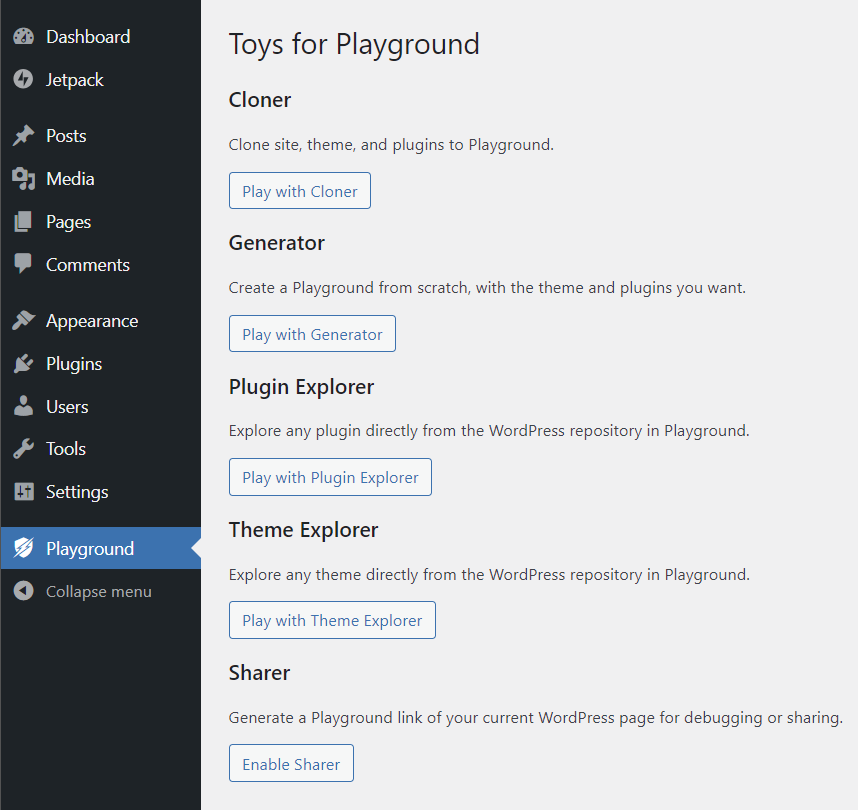 Dashboard
Jetpack
Posts
Media
Pages
Comments
Appearance
Plugins
Users
Tools
Settings
Playground
Collapse menu
Toys for Playground
Cloner
Clone site, theme, and plugins to Playground.
Play with Cloner
Generator
Create a Playground from scratch, with the theme and plugins you want.
Play with Generator
Plugin Explorer
Explore any plugin directly from the WordPress repository in Playground.
Play with Plugin Explorer
Theme Explorer
Explore any theme directly from the WordPress repository in Playground.
Play with Theme Explorer
Sharer
Generate a Playground link of your current WordPress page for debugging or sharing.
Enable Sharer